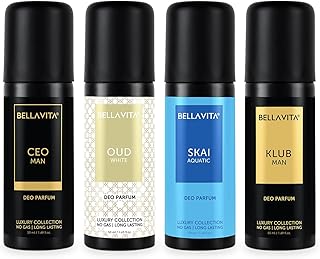 BELLAVITA®
CEO
MAN
DEO PARFUM
LUXURY COLLECTION
NO GAS | LONG LASTING
BELLAVITA®
OUD
WHITE
DEO PARFUM
LUXURY COLLECTION
NO GAS | LONG LASTING
BELLAVITA®
SKAI
AQUATIC
DEO PARFUM
LUXURY COLLECTION
NO GAS | LONG LASTING
BELLAVITA®
KLUB
MAN
DEO PARFUM
LUXURY COLLECTION
NO GAS | LONG LASTING